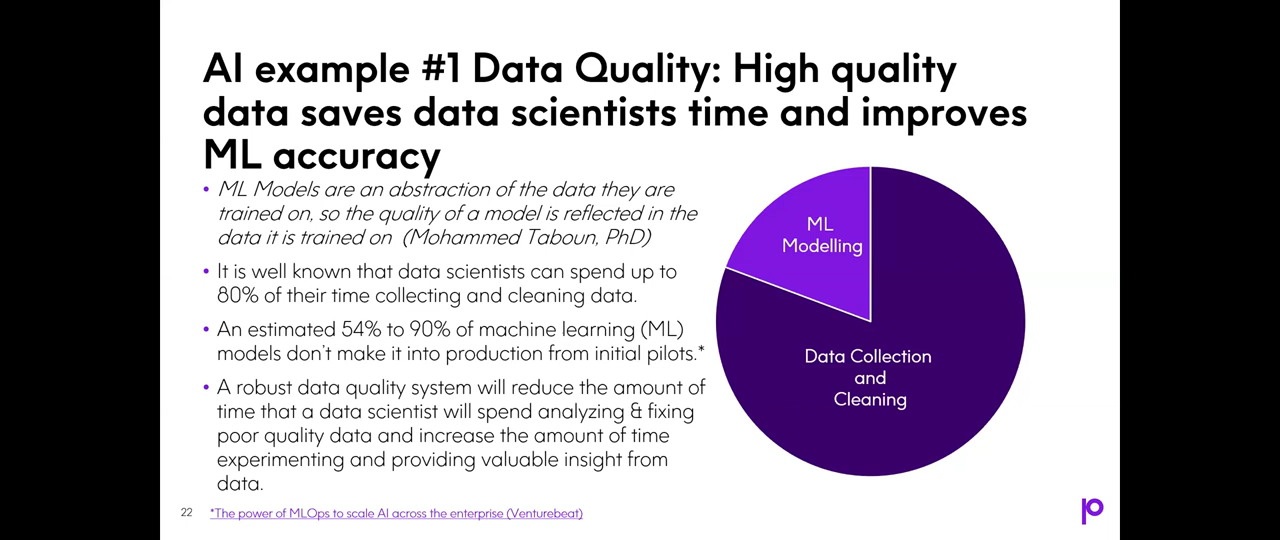 AI example #1 Data Quality: High quality
data saves data scientists time and improves
ML accuracy
• ML Models are an abstraction of the data they are
trained on, so the quality of a model is reflected in the
data it is trained on (Mohammed Taboun, PhD)
• It is well known that data scientists can spend up to
80% of their time collecting and cleaning data.
• An estimated 54% to 90% of machine learning (ML)
models don't make it into production from initial pilots.*
• A robust data quality system will reduce the amount of
time that a data scientist will spend analyzing & fixing
poor quality data and increase the amount of time
experimenting and providing valuable insight from
data.
ML
Modelling
Data Collection
and
Cleaning
22
*The power of MLOps to scale AI across the enterprise (Venturebeat)